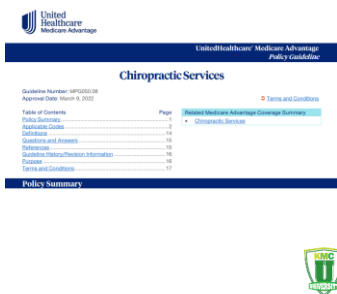 United
Healthcare
Medicare Advantage
UnitedHealthcare® Medicare Advantage
Policy Guideline
Chiropractic Services
Guideline Number: MPG050.08
Approval Date: March 9, 2022
Terms and Conditions
Table of Contents Page
Policy Summary 1
Applicable Codes 2
Definitions 14
Questions and Answers 15
References 15
Guideline History/Revision Information 16
Purpose 16
Terms and Conditions 17
Related Medicare Advantage Coverage Summary
• Chiropractic Services
Policy Summary
KMC
U
UNIVERSITY